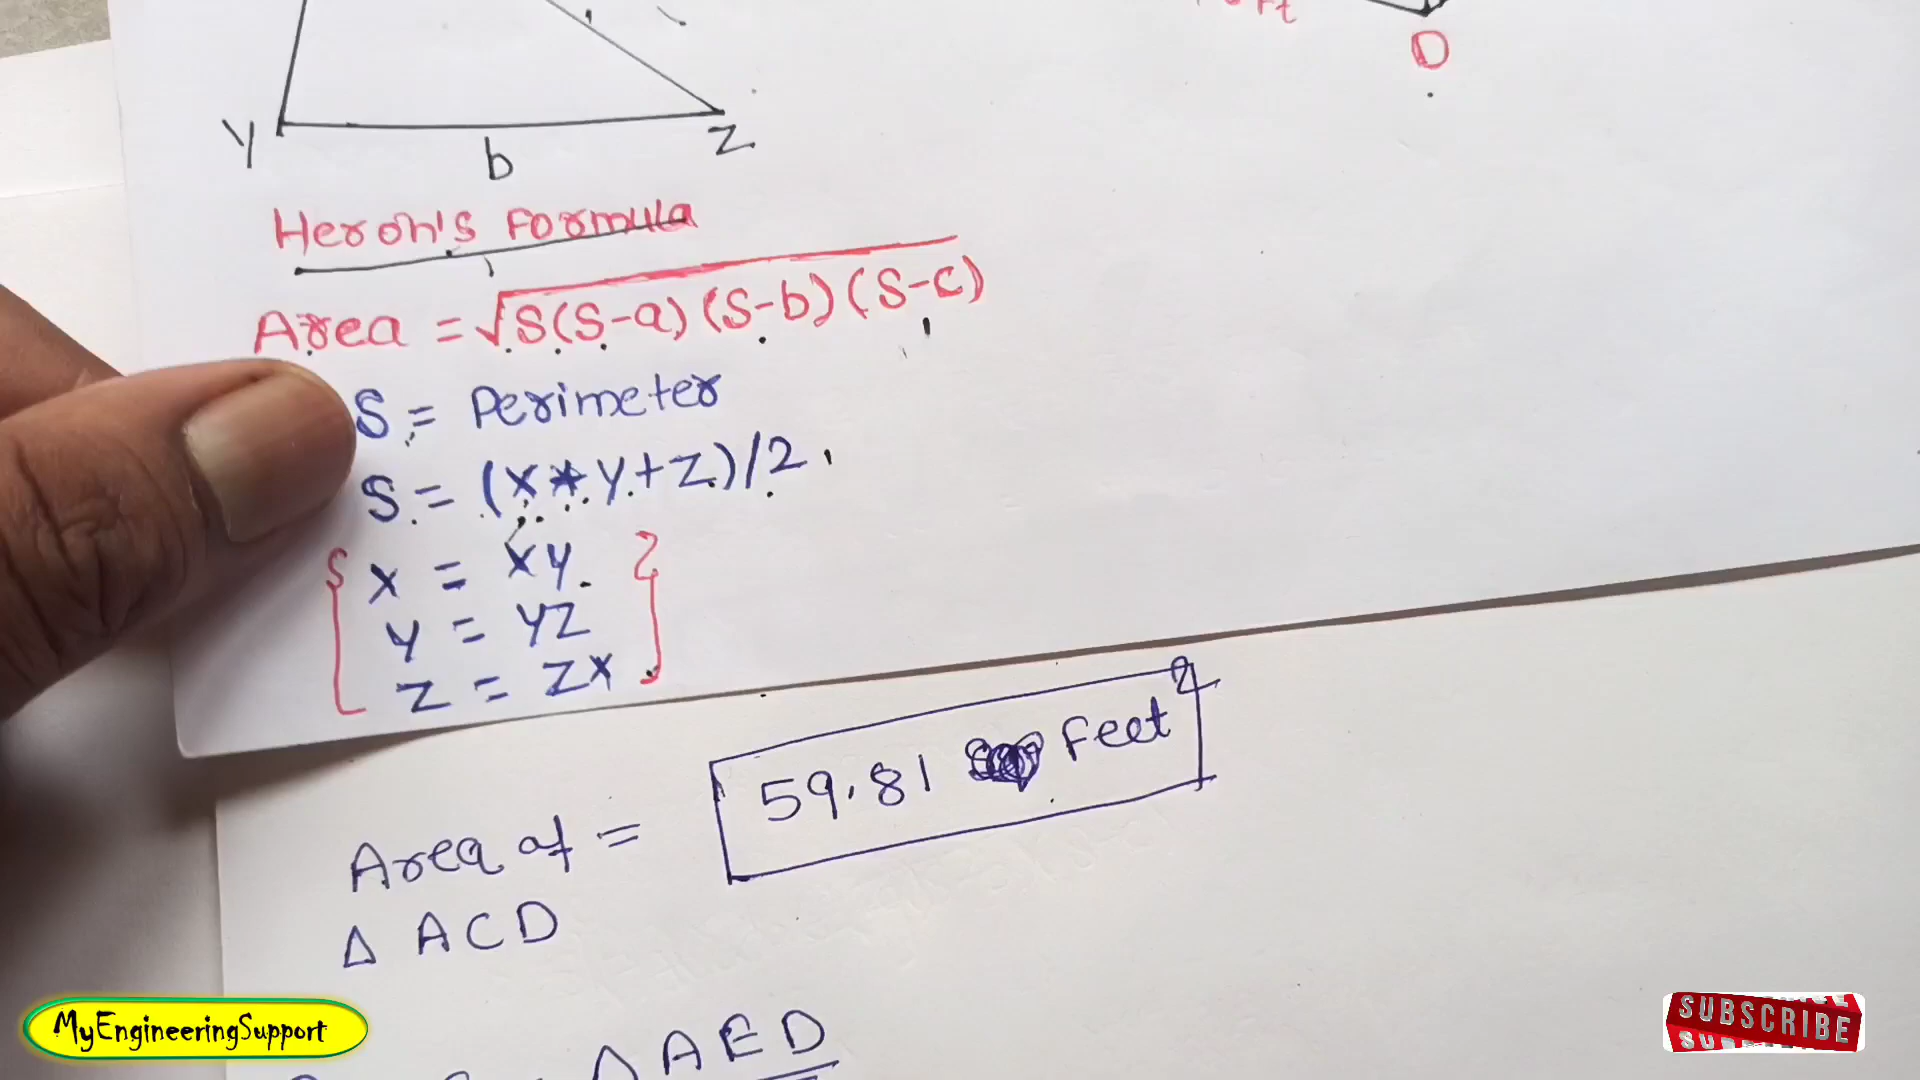 D
Y
Z
b
Heron's Formula
Area = √S(S-a) (S-b) (S-c)
S = Perimeter
S = (X+Y+Z)/2
X = XY
Y = YZ
Z = ZX
Area of = 59.81 Feet²
Δ ACD
Δ AED
MyEngineeringSupport
SUBSCRIBE